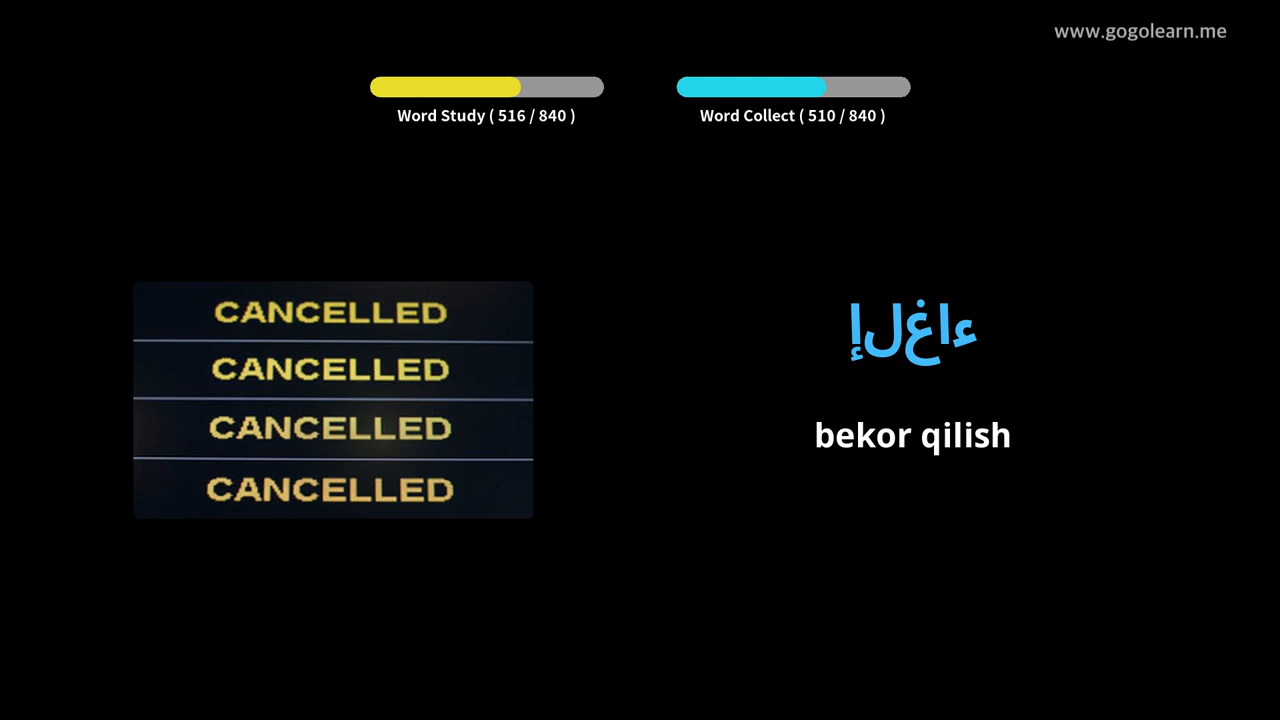 www.gogolearn.me
Word Study ( 516 / 840 )
Word Collect ( 510 / 840 )
CANCELLED
CANCELLED
CANCELLED
CANCELLED
إلغاء
bekor qilish